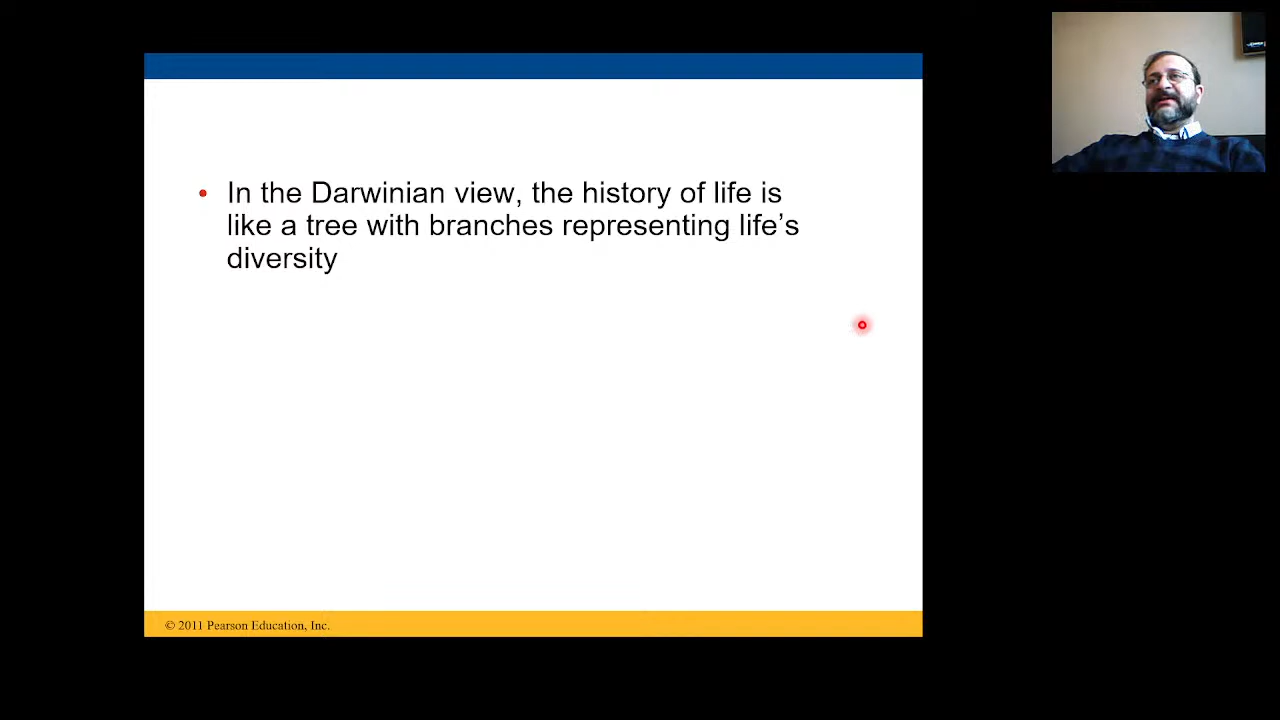 • In the Darwinian view, the history of life is
like a tree with branches representing life’s
diversity
© 2011 Pearson Education, Inc.